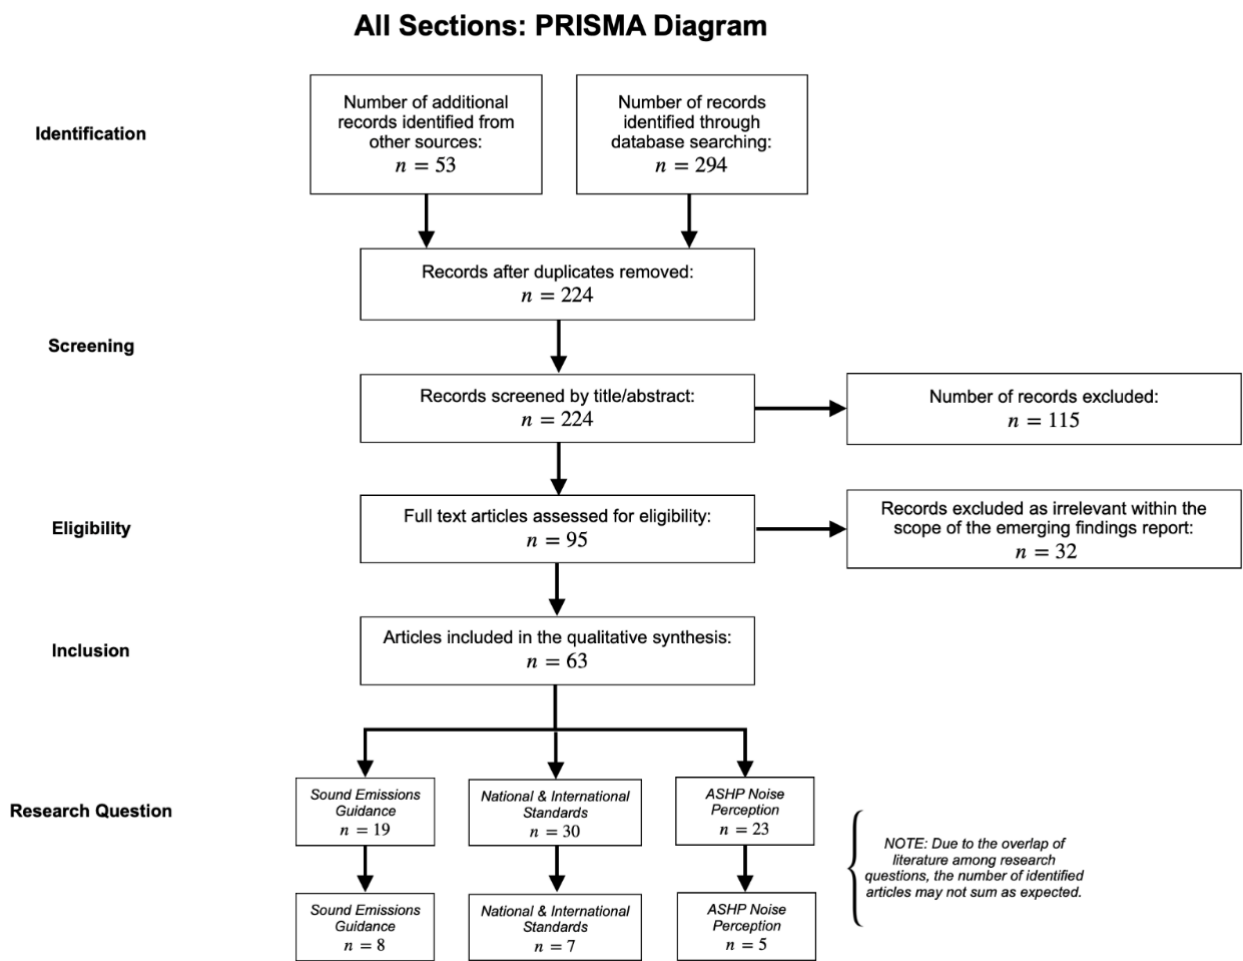 All Sections: PRISMA Diagram
Identification
Number of additional
records identified from
other sources:
n = 53
Number of records
identified through
database searching:
n = 294
Records after duplicates removed:
n = 224
Screening
Records screened by title/abstract:
n = 224
Number of records excluded:
n = 115
Eligibility
Full text articles assessed for eligibility:
n = 95
Records excluded as irrelevant within the
scope of the emerging findings report:
n = 32
Inclusion
Articles included in the qualitative synthesis:
n = 63
Research Question
Sound Emissions
Guidance
n = 19
National & International
Standards
n = 30
ASHP Noise
Perception
n = 23
NOTE: Due to the overlap of
literature among research
questions, the number of identified
articles may not sum as expected.
Sound Emissions
Guidance
n = 8
National & International
Standards
n = 7
ASHP Noise
Perception
n = 5